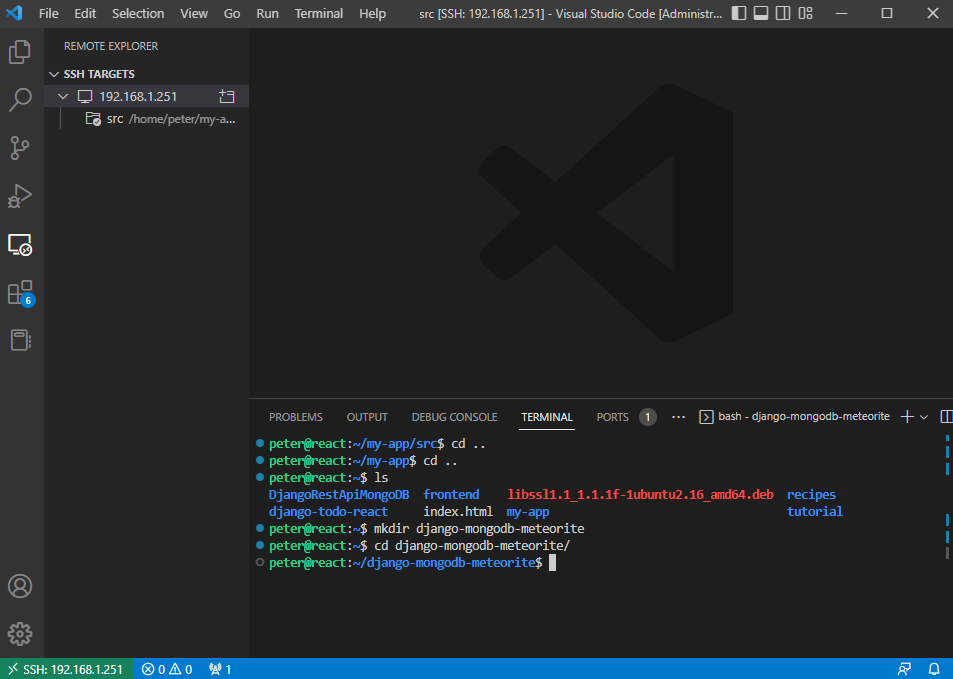 File Edit Selection View Go Run Terminal Help src [SSH: 192.168.1.251] - Visual Studio Code [Administr...
REMOTE EXPLORER
SSH TARGETS
192.168.1.251
src /home/peter/my-a...
6
PROBLEMS OUTPUT DEBUG CONSOLE TERMINAL PORTS 1 ... bash - django-mongodb-meteorite
peter@react:~/my-app/src$ cd ..
peter@react:~/my-app$ cd ..
peter@react:~$ ls
DjangoRestApiMongoDB frontend libssl1.1_1.1.1f-1ubuntu2.16_amd64.deb recipes
django-todo-react index.html my-app tutorial
peter@react:~$ mkdir django-mongodb-meteorite
peter@react:~$ cd django-mongodb-meteorite/
peter@react:~/django-mongodb-meteorite$
SSH: 192.168.1.251 0 0 1